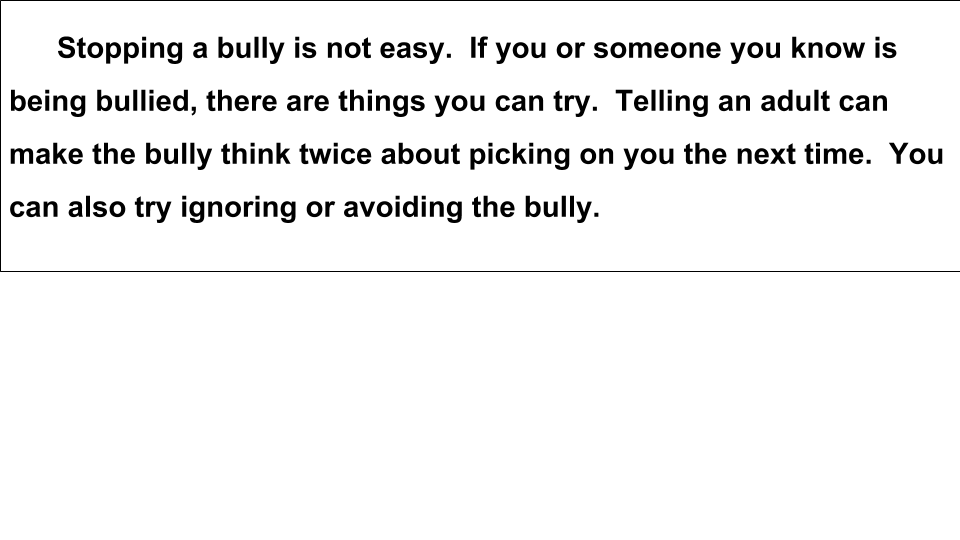 Stopping a bully is not easy.  If you or someone you know is
being bullied, there are things you can try.  Telling an adult can
make the bully think twice about picking on you the next time.  You
can also try ignoring or avoiding the bully.